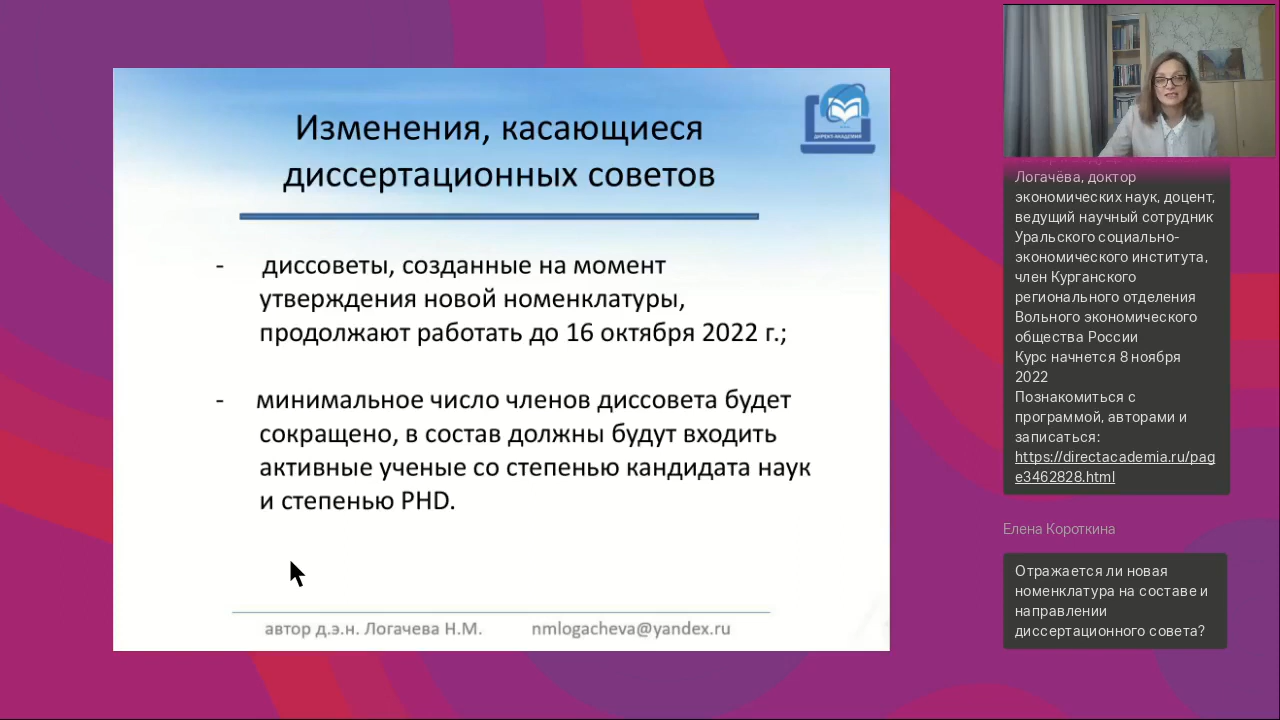 Изменения, касающиеся
диссертационных советов
- диссоветы, созданные на момент
утверждения новой номенклатуры,
продолжают работать до 16 октября 2022 г.;
- минимальное число членов диссовета будет
сокращено, в состав должны будут входить
активные ученые со степенью кандидата наук
и степенью PHD.
автор д.э.н. Логачева Н.М. nmlogacheva@yandex.ru
ДИРЕКТ-АКАДЕМИЯ
Логачёва, доктор
экономических наук, доцент,
ведущий научный сотрудник
Уральского социально-
экономического института,
член Курганского
регионального отделения
Вольного экономического
общества России
Курс начнется 8 ноября
2022
Познакомиться с
программой, авторами и
записаться:
https://directacademia.ru/pag
e3462828.html
Елена Короткина
Отражается ли новая
номенклатура на составе и
направлении
диссертационного совета?